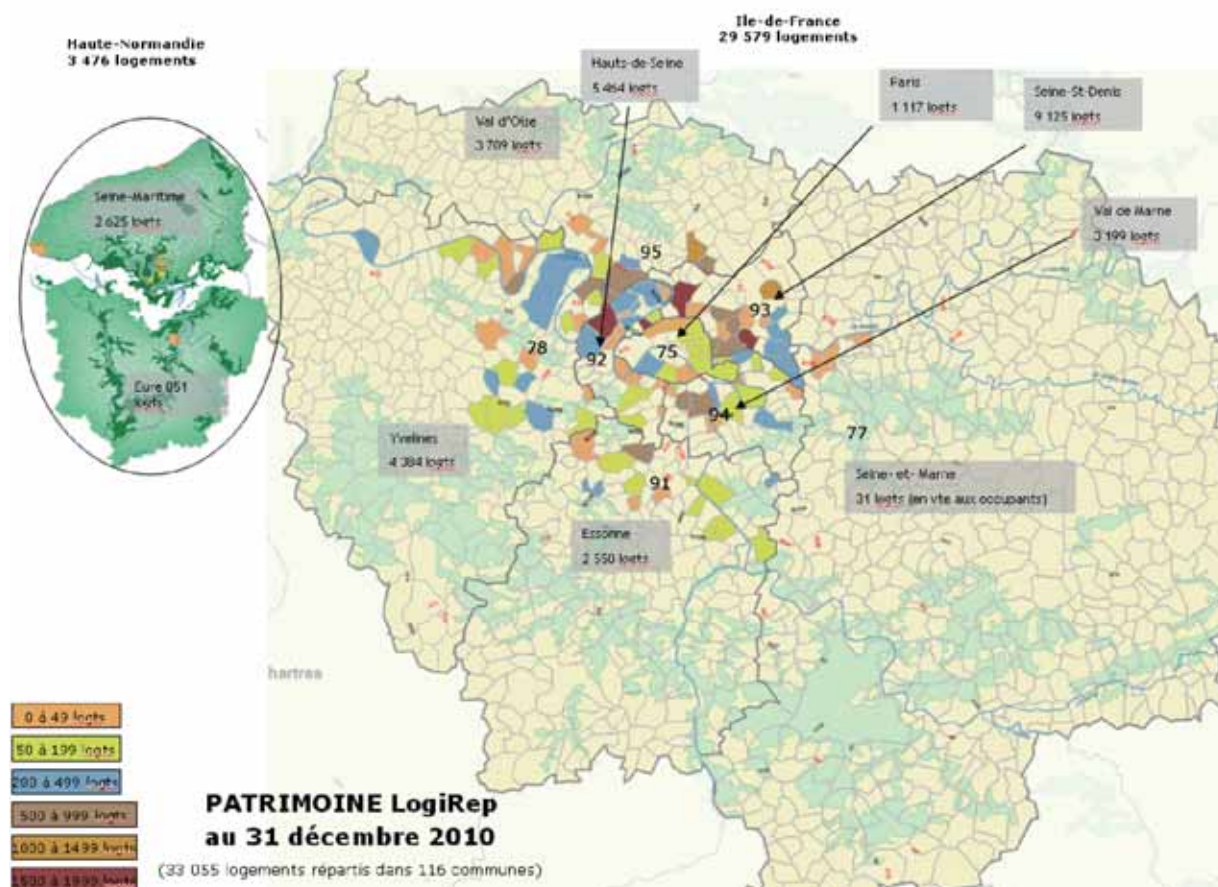 Haute-Normandie
3 476 logements
Ile-de-France
29 579 logements
Hauts-de-Seine
5 464 logts
Paris
1 117 logts
Seine-St-Denis
9 125 logts
Val d'Oise
3 709 logts
Val de Marne
3 199 logts
Seine-Maritime
2 625 logts
Eure 851
logts
95
93
78
92
75
94
77
91
Yvelines
4 384 logts
Seine-et-Marne
31 logts (en vte aux occupants)
Essonne
2 550 logts
hartres
0 à 49 logts
50 à 199 logts
200 à 499 logts
500 à 999 logts
1000 à 1499 logts
1500 à 1999 logts
PATRIMOINE LogiRep
au 31 décembre 2010
(33 055 logements répartis dans 116 communes)